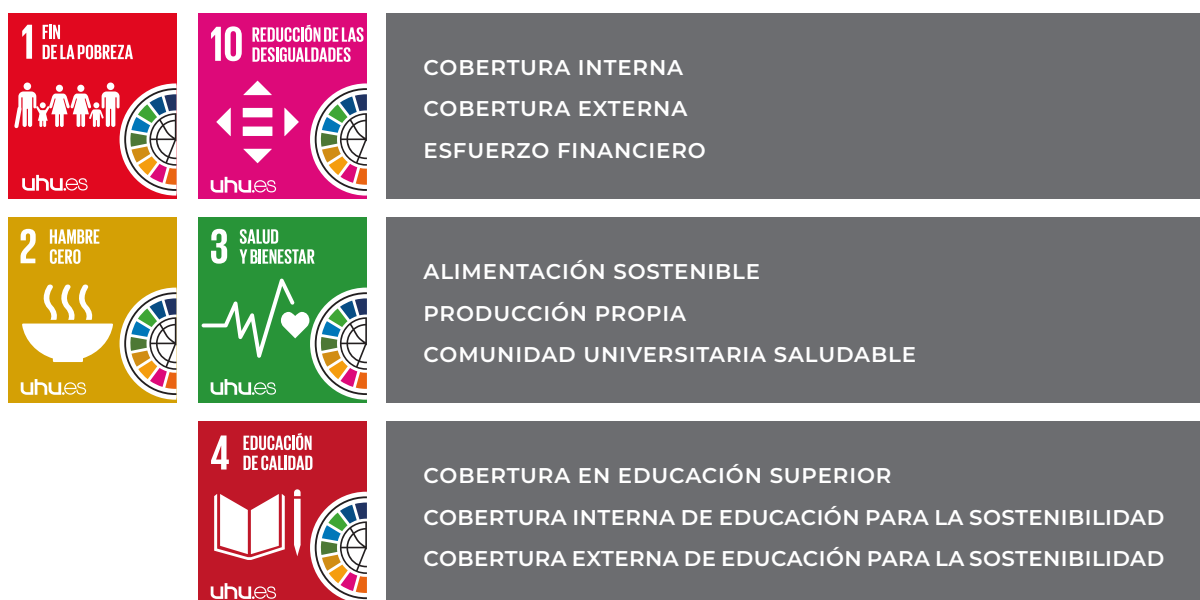 1 FIN
DE LA POBREZA
uhu.es
10 REDUCCIÓN DE LAS
DESIGUALDADES
uhu.es
COBERTURA INTERNA
COBERTURA EXTERNA
ESFUERZO FINANCIERO
2 HAMBRE
CERO
uhu.es
3 SALUD
Y BIENESTAR
uhu.es
ALIMENTACIÓN SOSTENIBLE
PRODUCCIÓN PROPIA
COMUNIDAD UNIVERSITARIA SALUDABLE
4 EDUCACIÓN
DE CALIDAD
uhu.es
COBERTURA EN EDUCACIÓN SUPERIOR
COBERTURA INTERNA DE EDUCACIÓN PARA LA SOSTENIBILIDAD
COBERTURA EXTERNA DE EDUCACIÓN PARA LA SOSTENIBILIDAD